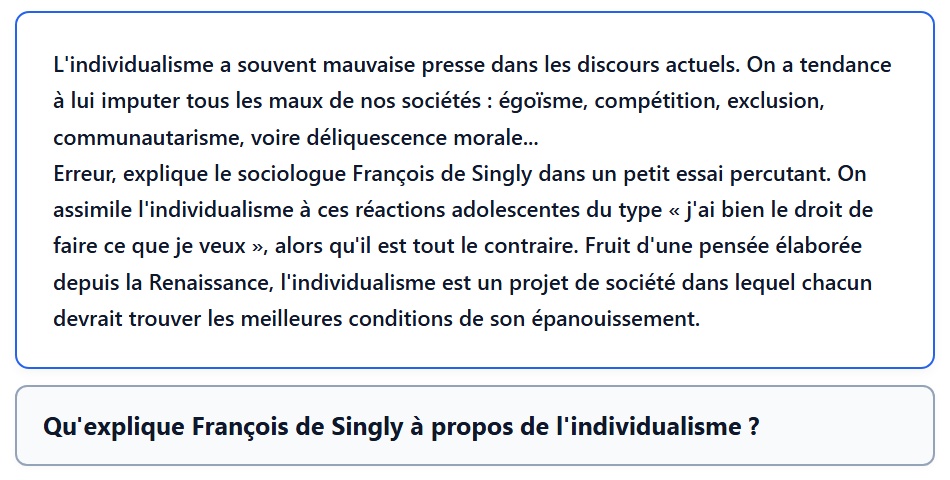 L'individualisme a souvent mauvaise presse dans les discours actuels. On a tendance
à lui imputer tous les maux de nos sociétés : égoïsme, compétition, exclusion,
communautarisme, voire déliquescence morale...
Erreur, explique le sociologue François de Singly dans un petit essai percutant. On
assimile l'individualisme à ces réactions adolescentes du type « j'ai bien le droit de
faire ce que je veux », alors qu'il est tout le contraire. Fruit d'une pensée élaborée
depuis la Renaissance, l'individualisme est un projet de société dans lequel chacun
devrait trouver les meilleures conditions de son épanouissement.
Qu'explique François de Singly à propos de l'individualisme ?